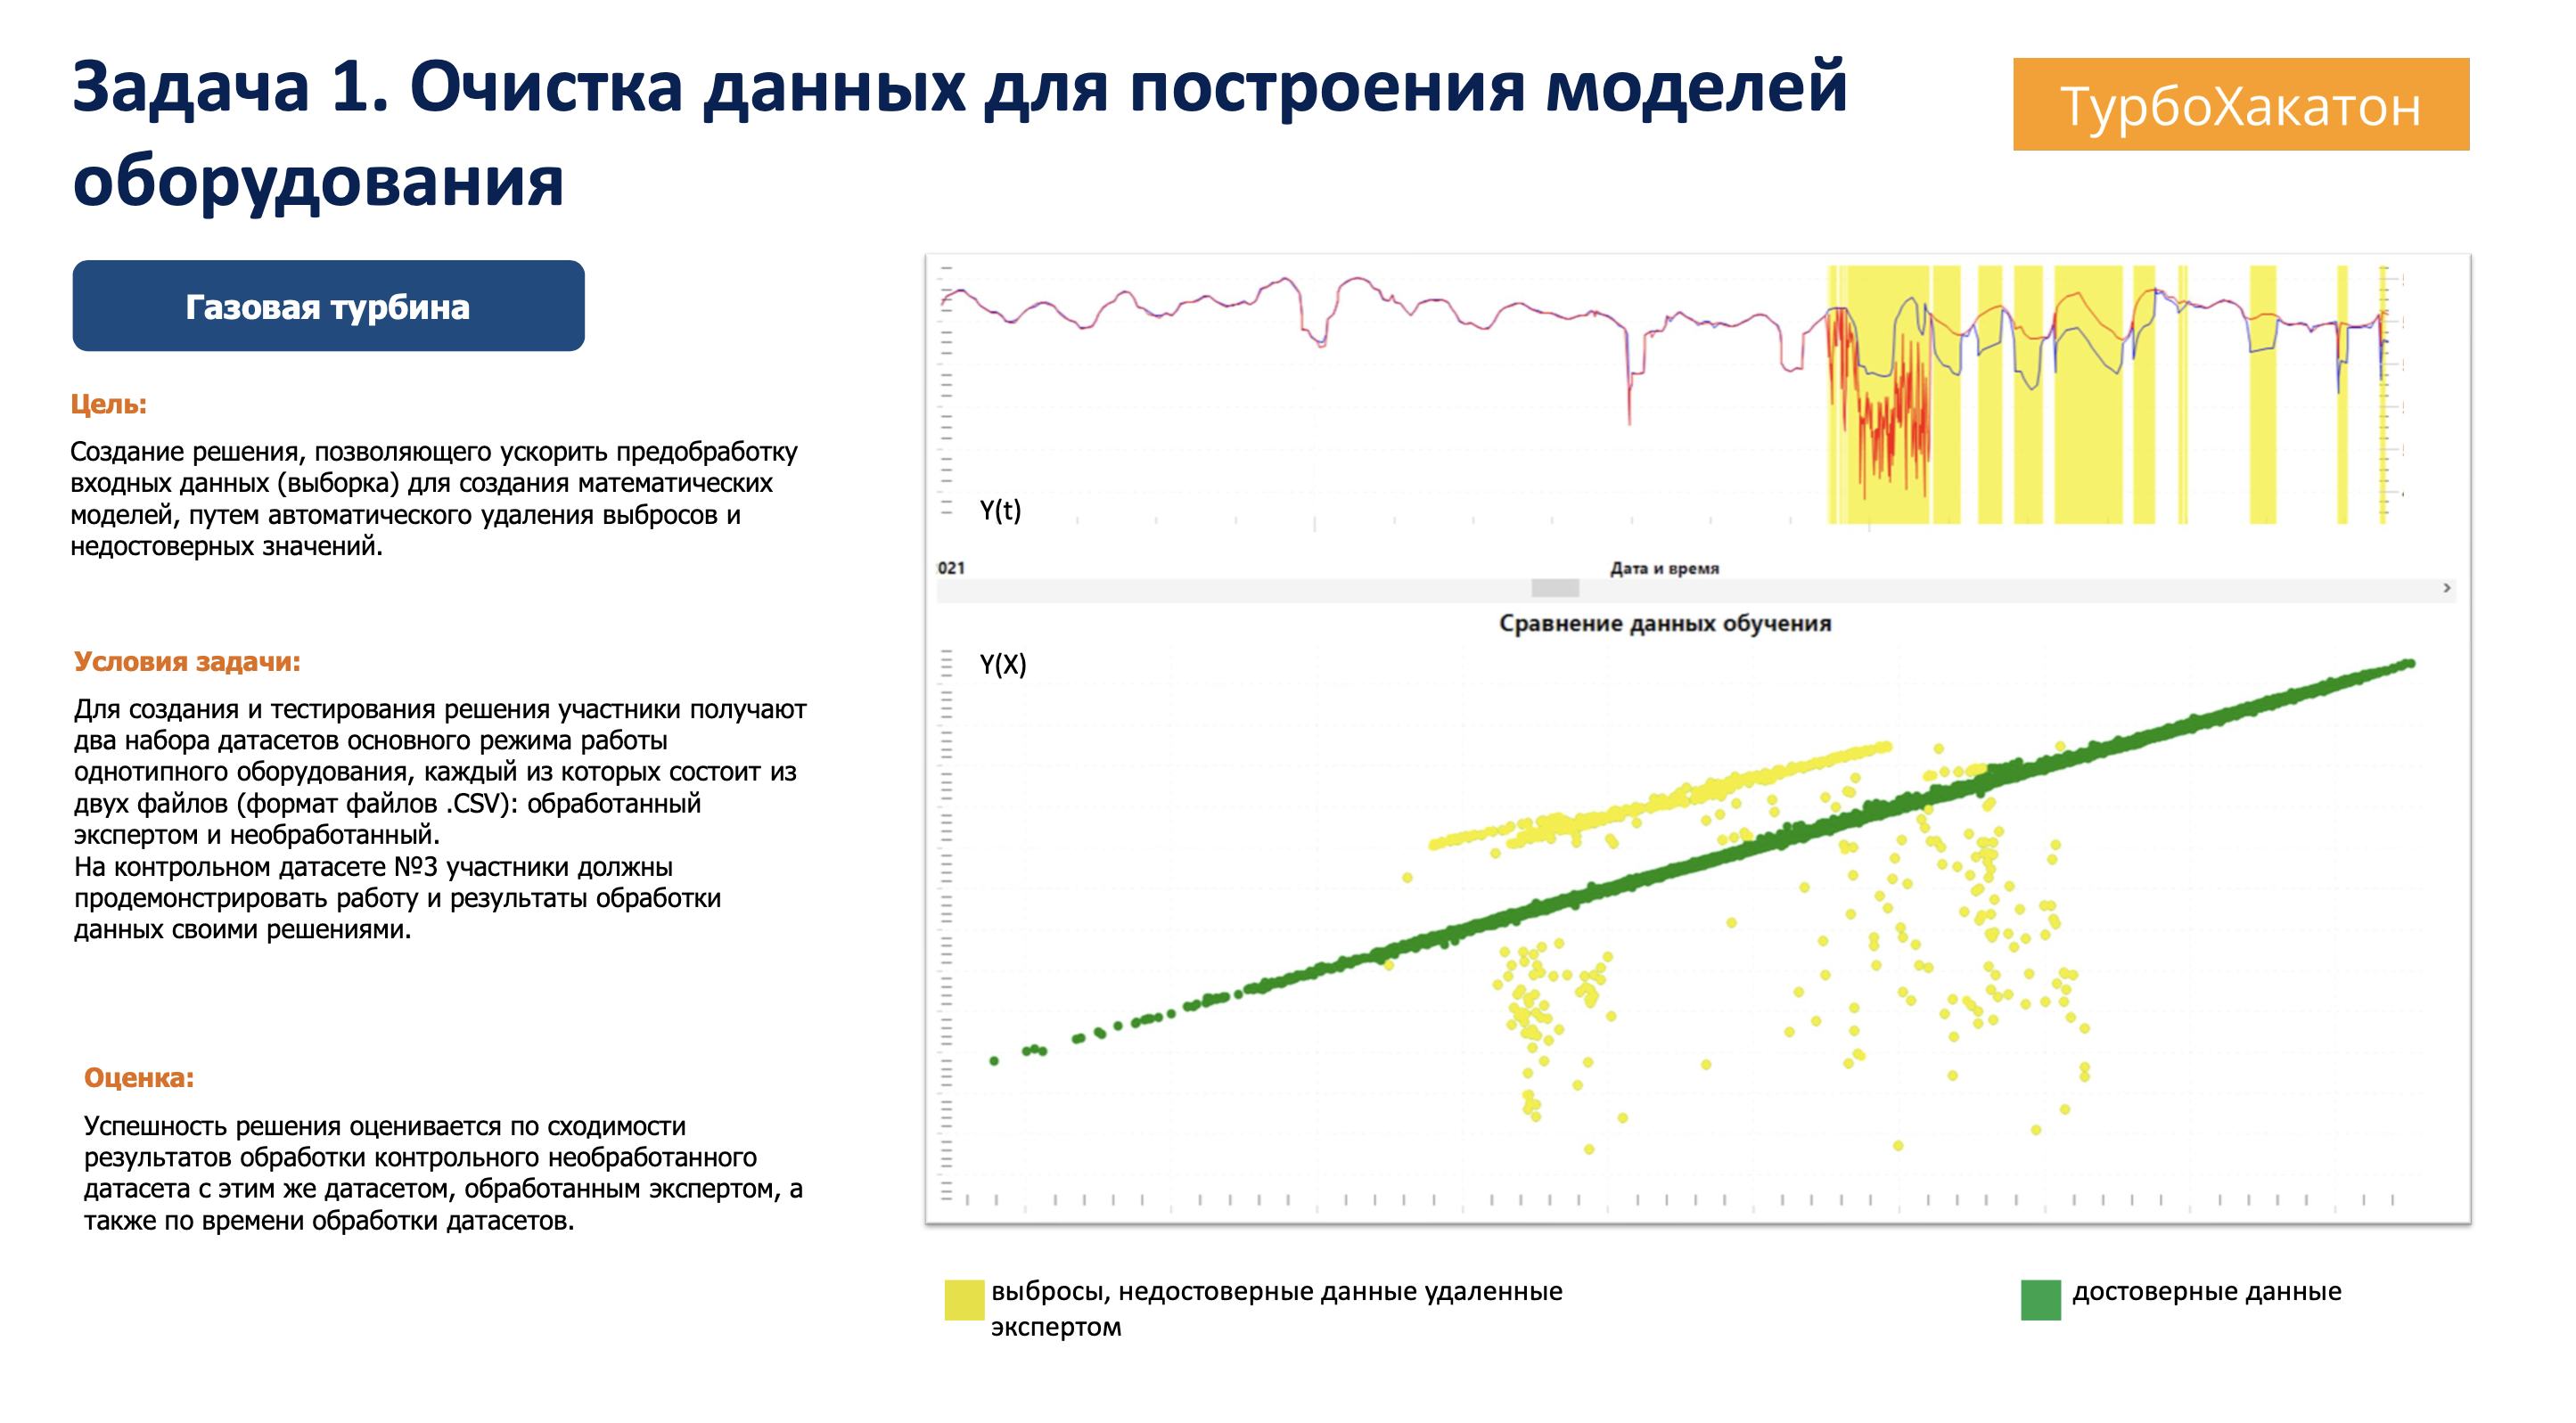 Задача 1. Очистка данных для построения моделей
оборудования
ТурбоХакатон
Газовая турбина
Цель:
Создание решения, позволяющего ускорить предобработку
входных данных (выборка) для создания математических
моделей, путем автоматического удаления выбросов и
недостоверных значений.
Условия задачи:
Для создания и тестирования решения участники получают
два набора датасетов основного режима работы
однотипного оборудования, каждый из которых состоит из
двух файлов (формат файлов .CSV): обработанный
экспертом и необработанный.
На контрольном датасете №3 участники должны
продемонстрировать работу и результаты обработки
данных своими решениями.
Оценка:
Успешность решения оценивается по сходимости
результатов обработки контрольного необработанного
датасета с этим же датасетом, обработанным экспертом, а
также по времени обработки датасетов.
Y(t)
021
Дата и время
Сравнение данных обучения
Y(X)
выбросы, недостоверные данные удаленные
экспертом
достоверные данные